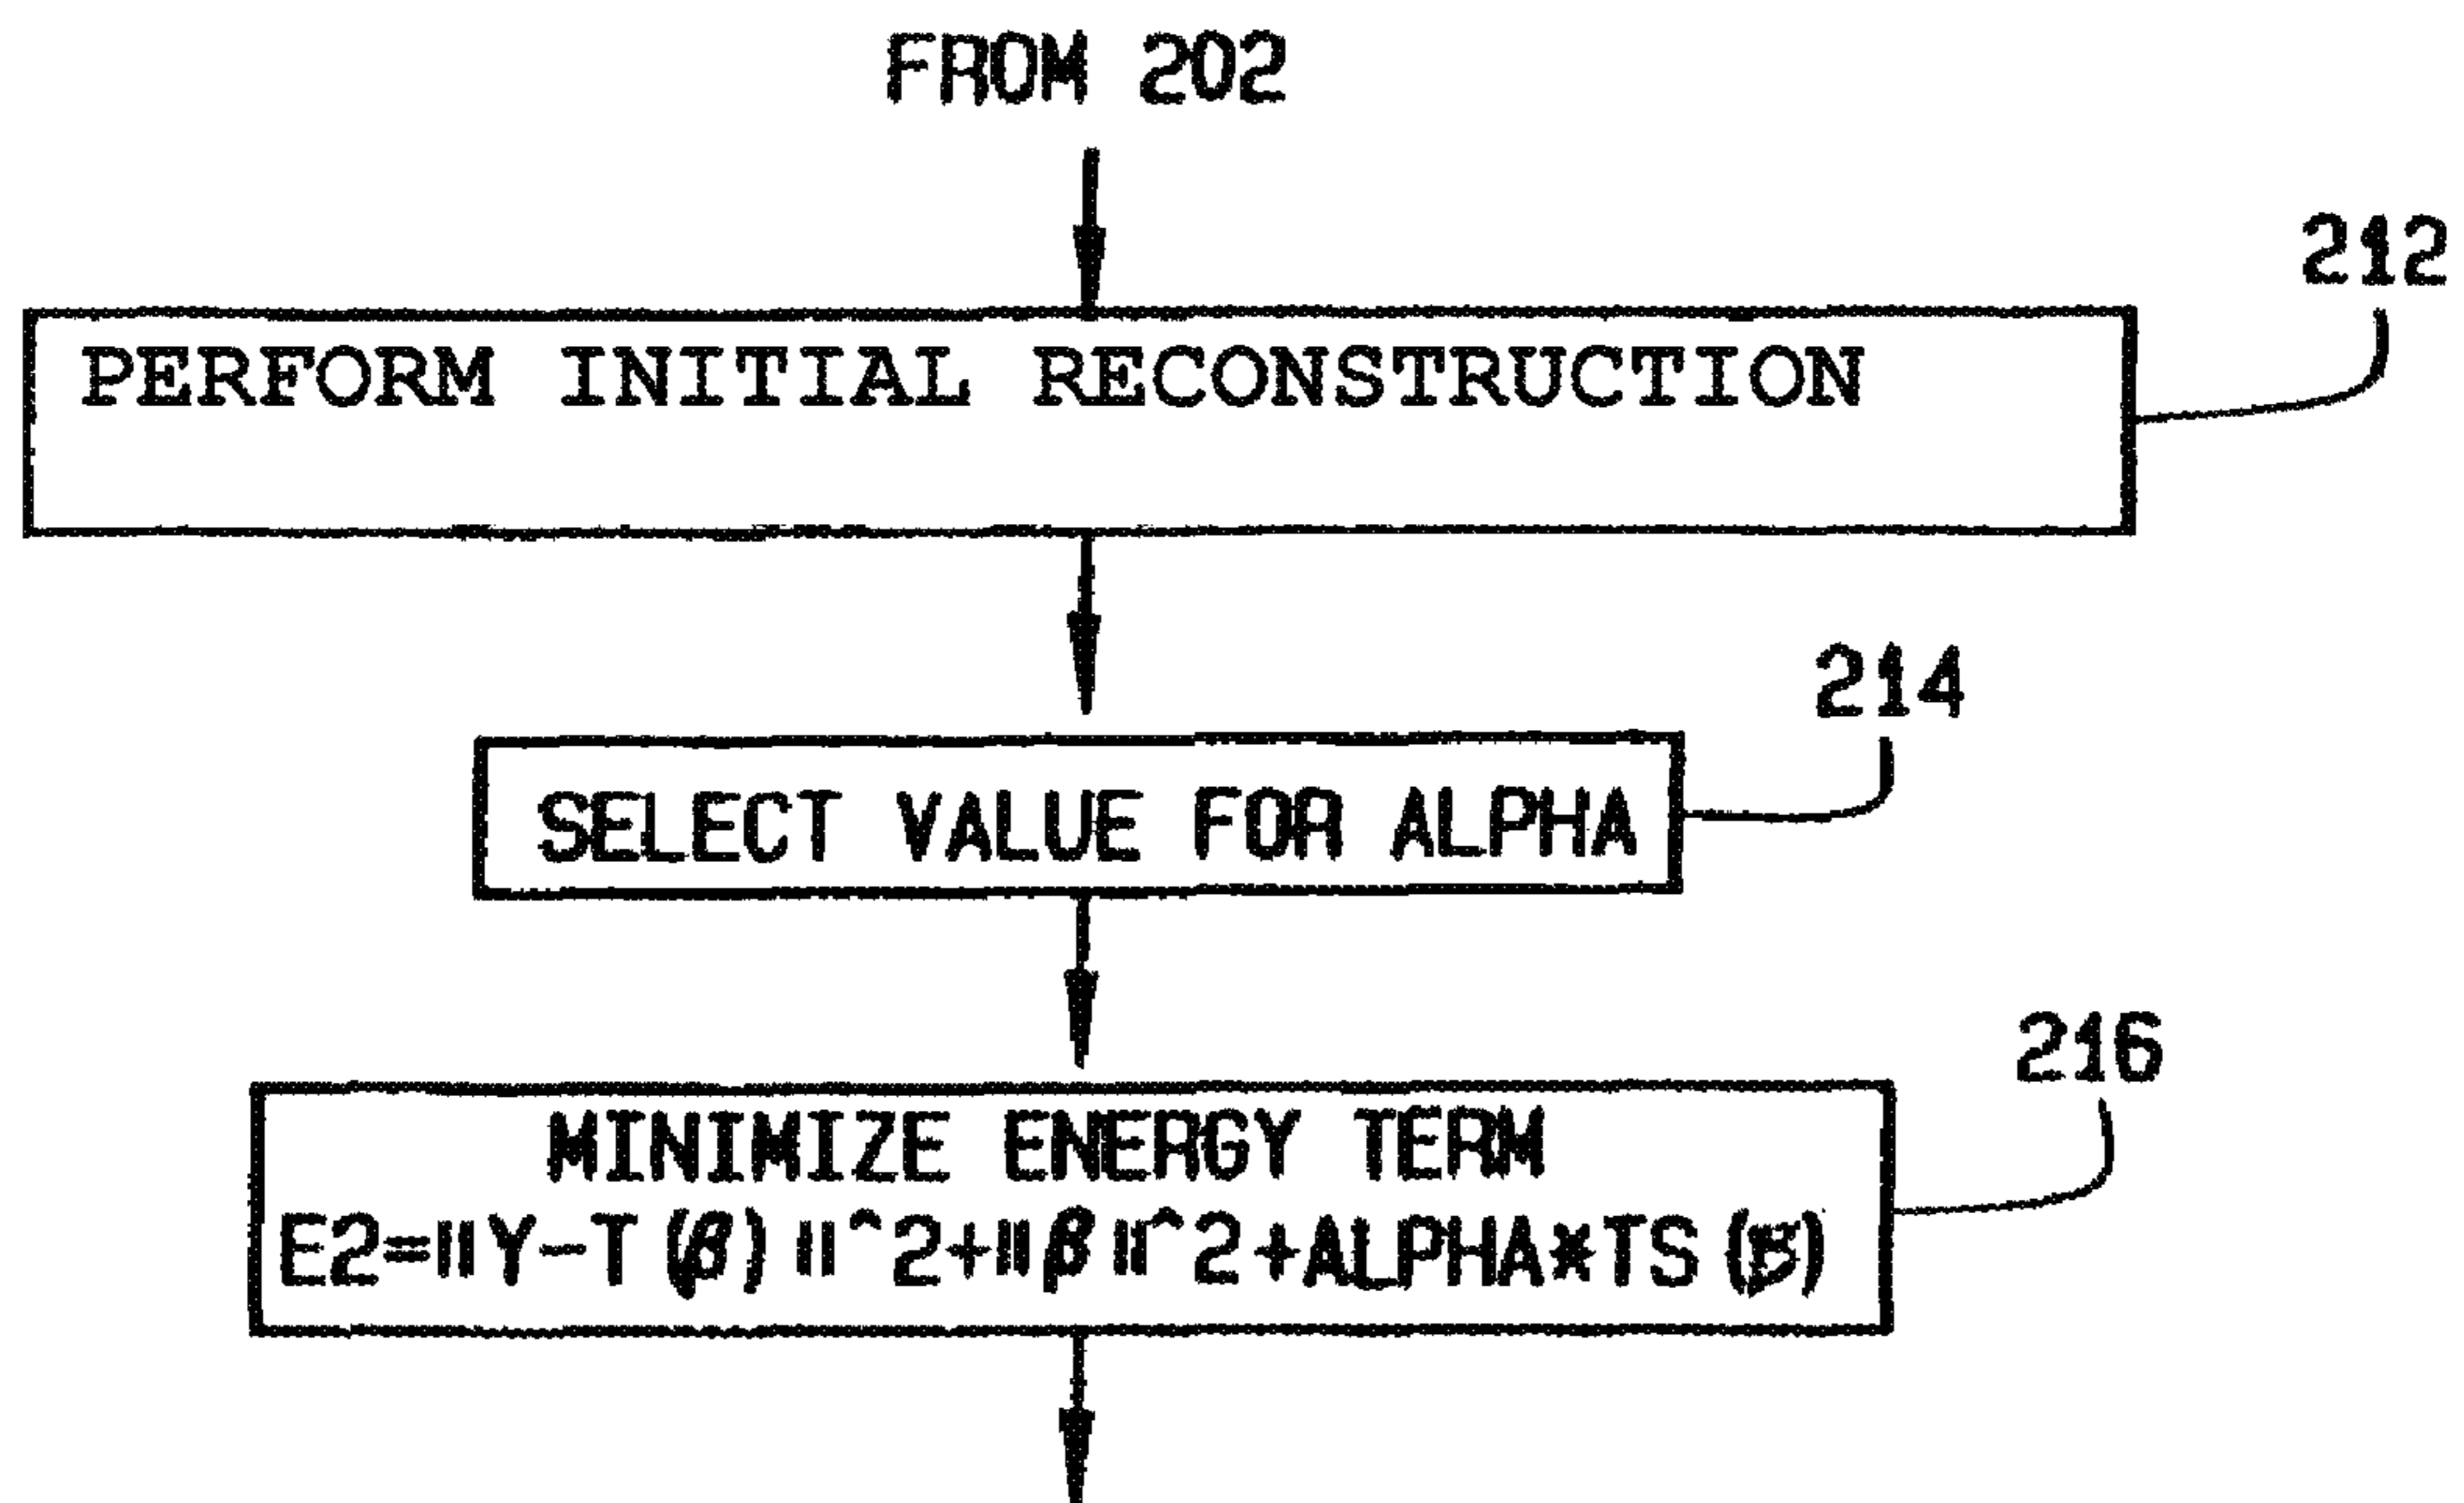 FROM 202
212
PERFORM INITIAL RECONSTRUCTION
214
SELECT VALUE FOR ALPHA
216
MINIMIZE ENERGY TERM
E2=||Y-T(β)||^2+||β||^2+ALPHA*TS(β)